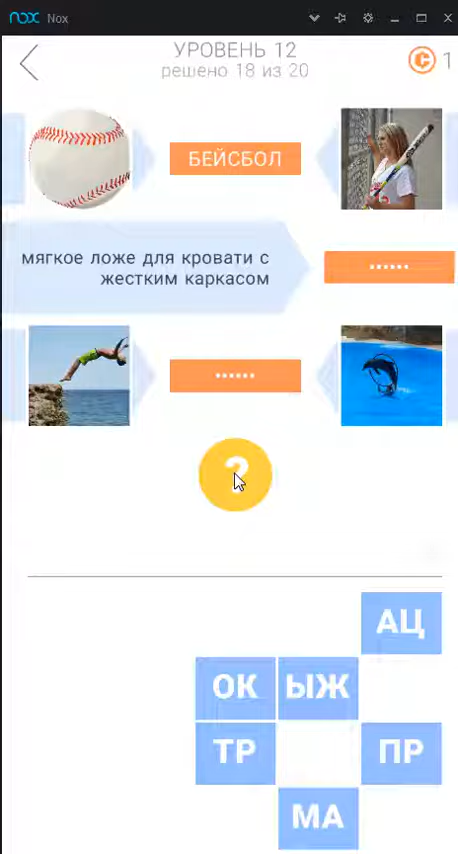 nox Nox
УРОВЕНЬ 12
решено 18 из 20
1
БЕЙСБОЛ
мягкое ложе для кровати с
жестким каркасом
••••••
••••••
?
АЦ
ОК ЫЖ
ТР ПР
МА